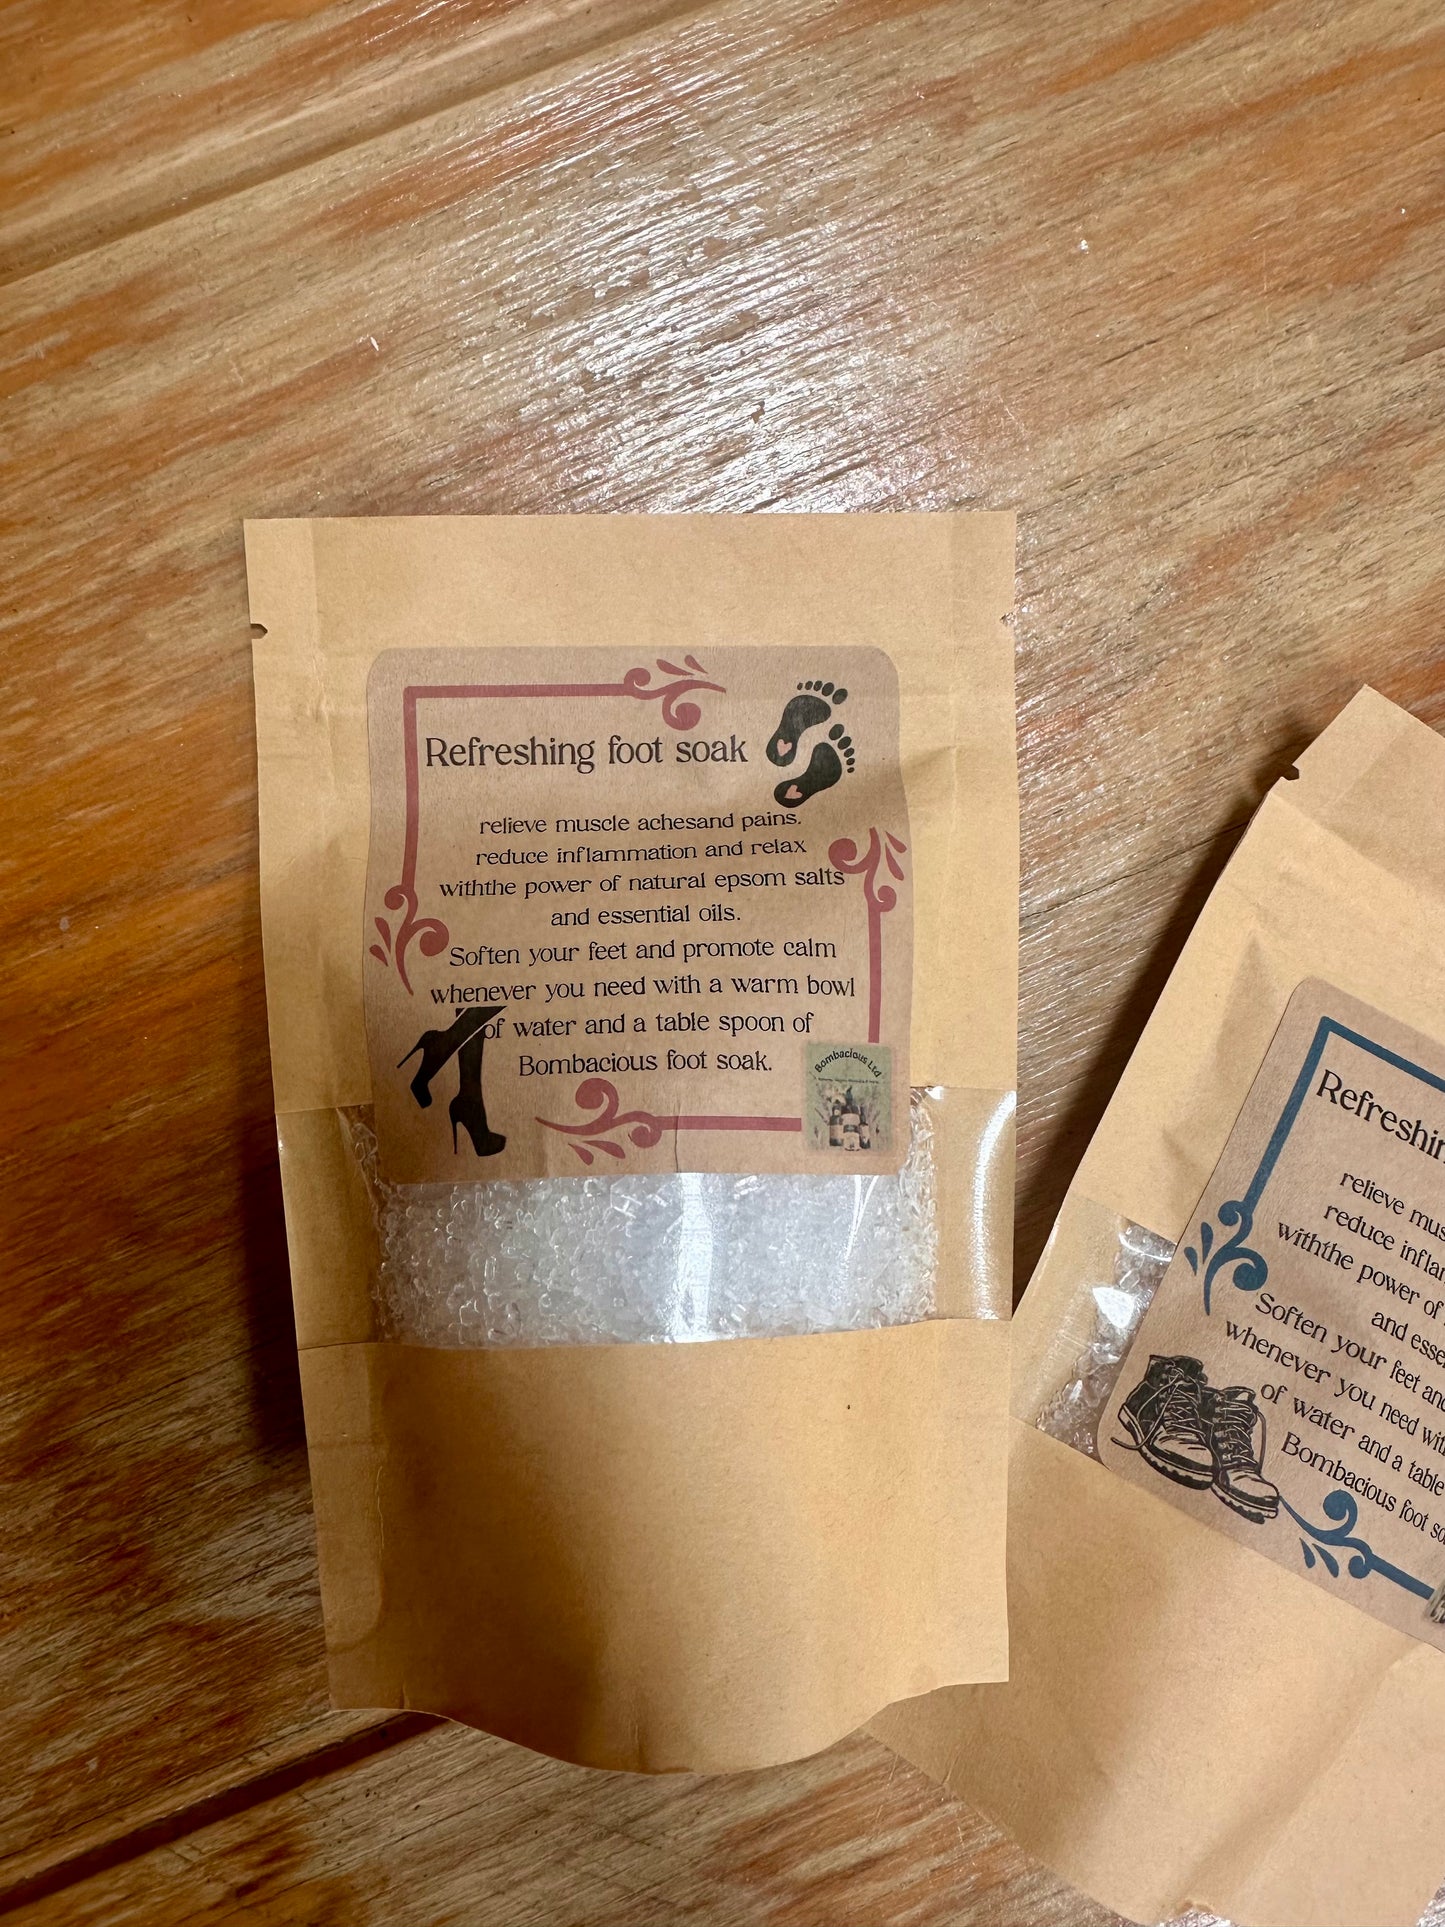 Refreshing foot soak
relieve muscle achesand pains.
reduce inflammation and relax
withthe power of natural epsom salts
and essential oils.
Soften your feet and promote calm
whenever you need with a warm bowl
of water and a table spoon of
Bombacious foot soak.
Bombacious Ltd
Refreshin
relieve mus
reduce inflam
withthe power of
and esse
Soften your feet and
whenever you need wit
of water and a table
Bombacious foot so